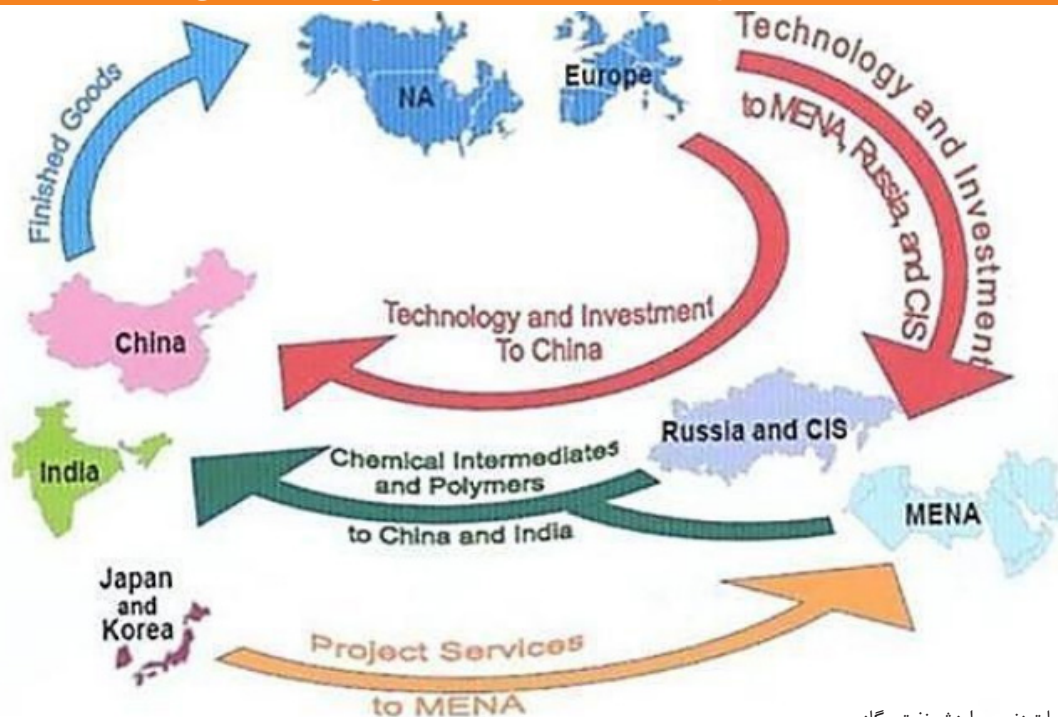 NA
Europe
Technology and Investment
to MENA, Russia, and CIS
Finished Goods
China
Technology and Investment
To China
Russia and CIS
India
Chemical Intermediates
and Polymers
to China and India
MENA
Japan
and
Korea
Project Services
to MENA